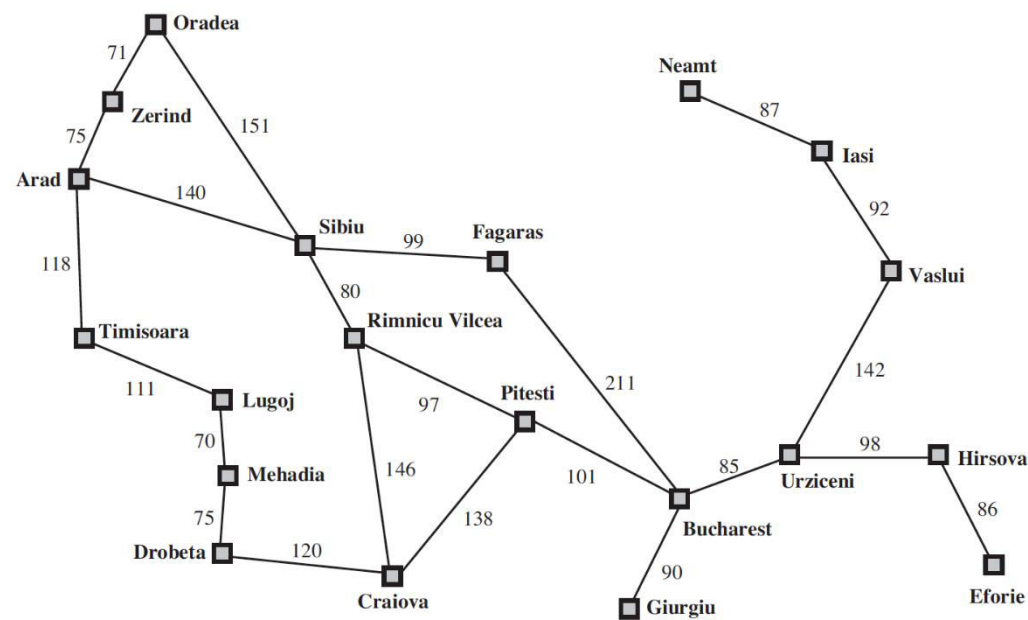 Oradea
71
Neamt
Zerind
87
151
75
Iasi
Arad
140
92
Sibiu
Fagaras
99
118
Vaslui
80
Timisoara
Rimnicu Vilcea
142
111
Pitesti
211
Lugoj
97
70
98
Hirsova
146
85
Mehadia
101
Urziceni
86
75
138
Bucharest
Drobeta
120
90
Craiova
Giurgiu
Eforie